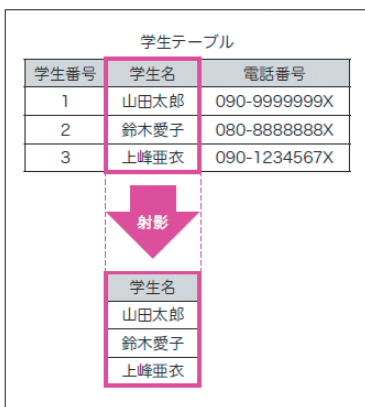 学生テーブル
学生番号 学生名 電話番号
1 山田太郎 090-9999999X
2 鈴木愛子 080-8888888X
3 上峰亜衣 090-1234567X
射影
学生名
山田太郎
鈴木愛子
上峰亜衣